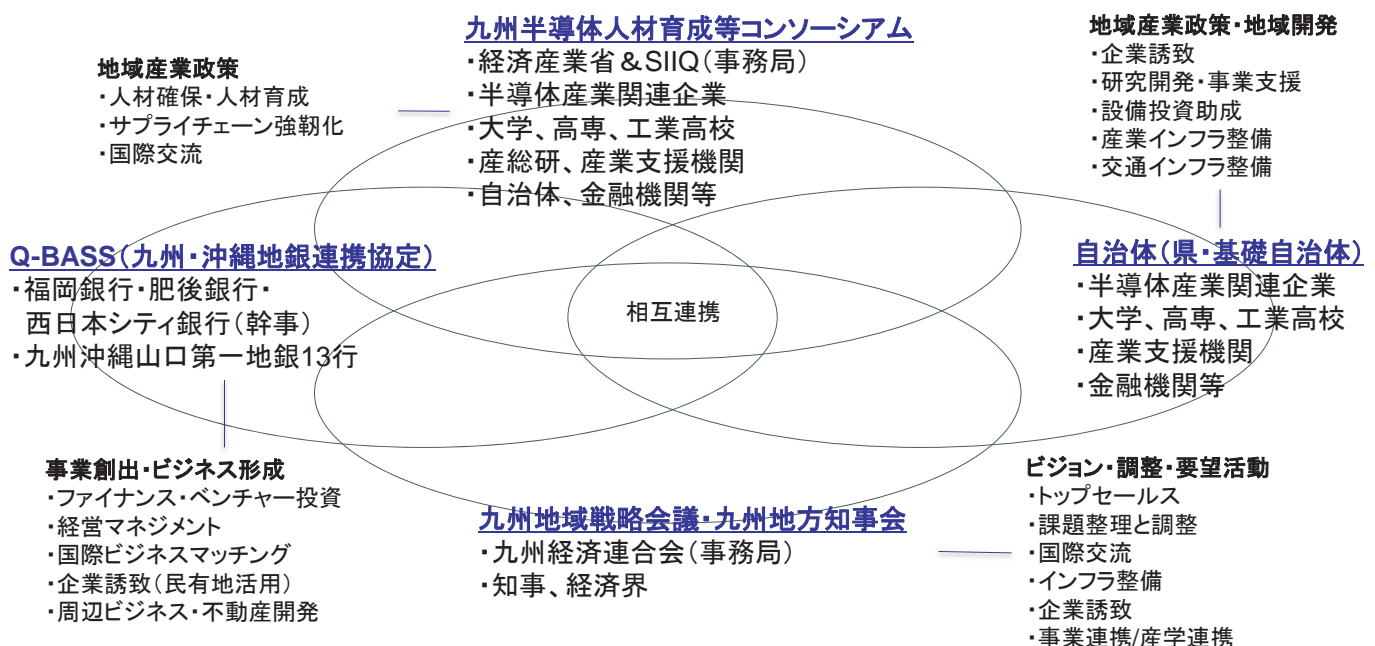 九州半導体人材育成等コンソーシアム
・経済産業省&SIIQ(事務局)
・半導体産業関連企業
・大学、高専、工業高校
・産総研、産業支援機関
・自治体、金融機関等
地域産業政策
・人材確保・人材育成
・サプライチェーン強靭化
・国際交流
地域産業政策・地域開発
・企業誘致
・研究開発・事業支援
・設備投資助成
・産業インフラ整備
・交通インフラ整備
Q-BASS(九州・沖縄地銀連携協定)
・福岡銀行・肥後銀行・
西日本シティ銀行(幹事)
・九州沖縄山口第一地銀13行
相互連携
自治体(県・基礎自治体)
・半導体産業関連企業
・大学、高専、工業高校
・産業支援機関
・金融機関等
事業創出・ビジネス形成
・ファイナンス・ベンチャー投資
・経営マネジメント
・国際ビジネスマッチング
・企業誘致(民有地活用)
・周辺ビジネス・不動産開発
九州地域戦略会議・九州地方知事会
・九州経済連合会(事務局)
・知事、経済界
ビジョン・調整・要望活動
・トップセールス
・課題整理と調整
・国際交流
・インフラ整備
・企業誘致
・事業連携/産学連携